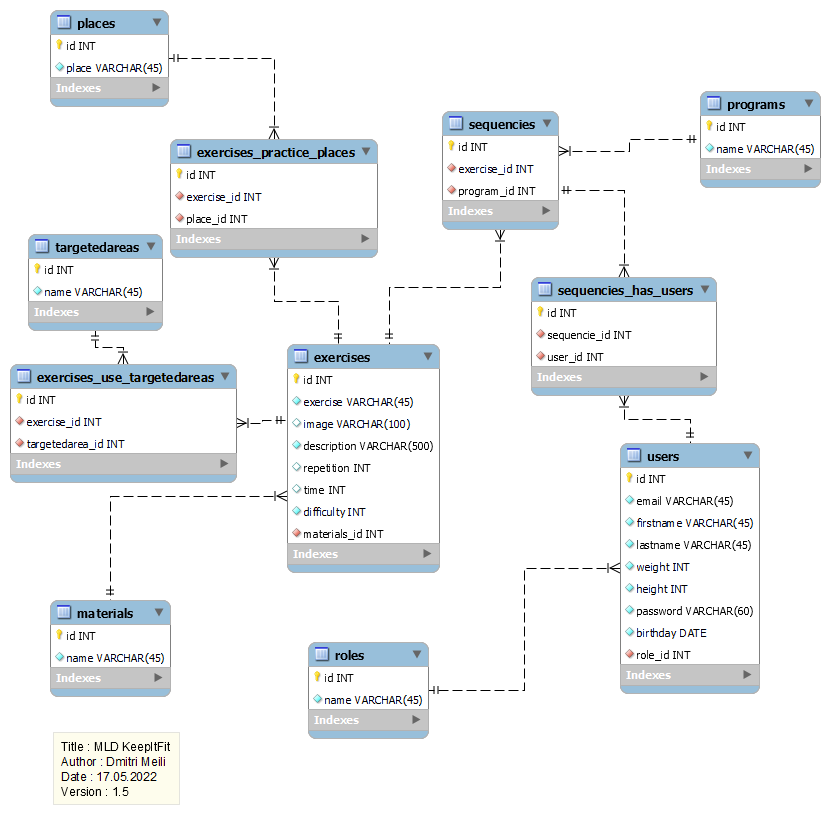 places
id INT
place VARCHAR(45)
Indexes
exercises_practice_places
id INT
exercise_id INT
place_id INT
Indexes
sequencies
id INT
exercise_id INT
program_id INT
Indexes
programs
id INT
name VARCHAR(45)
Indexes
targetedareas
id INT
name VARCHAR(45)
Indexes
sequencies_has_users
id INT
sequencie_id INT
user_id INT
Indexes
exercises_use_targetedareas
id INT
exercise_id INT
targetedarea_id INT
Indexes
exercises
id INT
exercise VARCHAR(45)
image VARCHAR(100)
description VARCHAR(500)
repetition INT
time INT
difficulty INT
materials_id INT
Indexes
users
id INT
email VARCHAR(45)
firstname VARCHAR(45)
lastname VARCHAR(45)
weight INT
height INT
password VARCHAR(60)
birthday DATE
role_id INT
Indexes
materials
id INT
name VARCHAR(45)
Indexes
roles
id INT
name VARCHAR(45)
Indexes
Title : MLD KeepItFit
Author : Dmitri Meili
Date : 17.05.2022
Version : 1.5